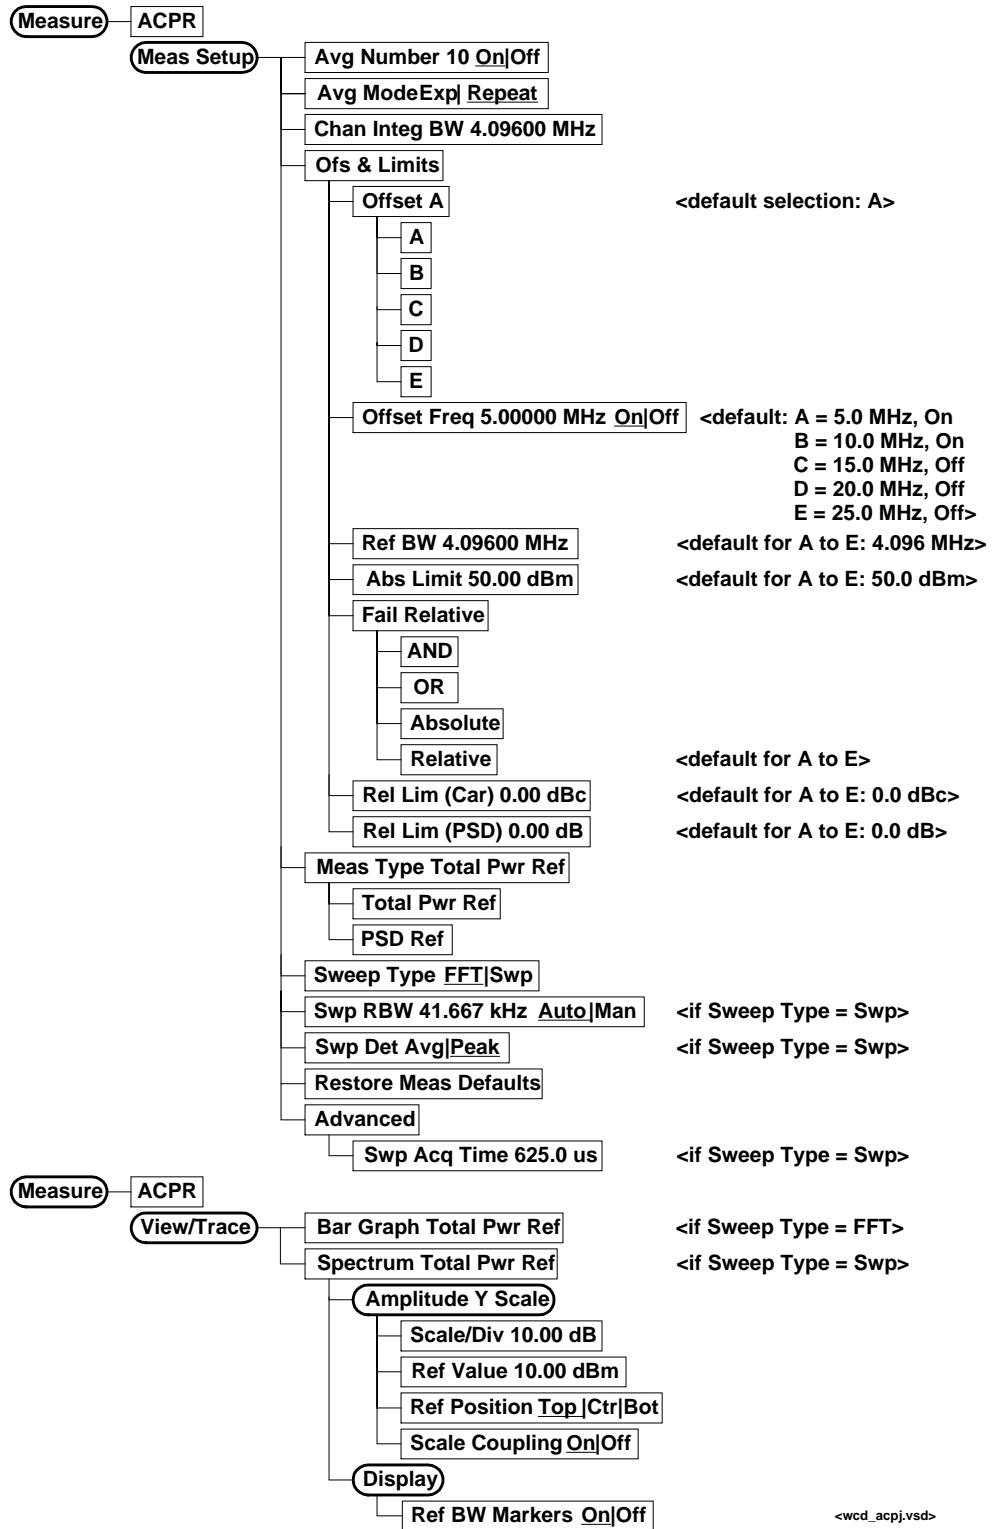 Measure ACPR
Meas Setup Avg Number 10 On|Off
Avg ModeExp| Repeat
Chan Integ BW 4.09600 MHz
Ofs & Limits
Offset A <default selection: A>
A
B
C
D
E
Offset Freq 5.00000 MHz On|Off <default: A = 5.0 MHz, On
B = 10.0 MHz, On
C = 15.0 MHz, Off
D = 20.0 MHz, Off
E = 25.0 MHz, Off>
Ref BW 4.09600 MHz <default for A to E: 4.096 MHz>
Abs Limit 50.00 dBm <default for A to E: 50.0 dBm>
Fail Relative
AND
OR
Absolute
Relative <default for A to E>
Rel Lim (Car) 0.00 dBc <default for A to E: 0.0 dBc>
Rel Lim (PSD) 0.00 dB <default for A to E: 0.0 dB>
Meas Type Total Pwr Ref
Total Pwr Ref
PSD Ref
Sweep Type FFT|Swp
Swp RBW 41.667 kHz Auto|Man <if Sweep Type = Swp>
Swp Det Avg|Peak <if Sweep Type = Swp>
Restore Meas Defaults
Advanced
Swp Acq Time 625.0 us <if Sweep Type = Swp>
Measure ACPR
View/Trace Bar Graph Total Pwr Ref <if Sweep Type = FFT>
Spectrum Total Pwr Ref <if Sweep Type = Swp>
Amplitude Y Scale
Scale/Div 10.00 dB
Ref Value 10.00 dBm
Ref Position Top |Ctr|Bot
Scale Coupling On|Off
Display
Ref BW Markers On|Off <wcd_acpj.vsd>